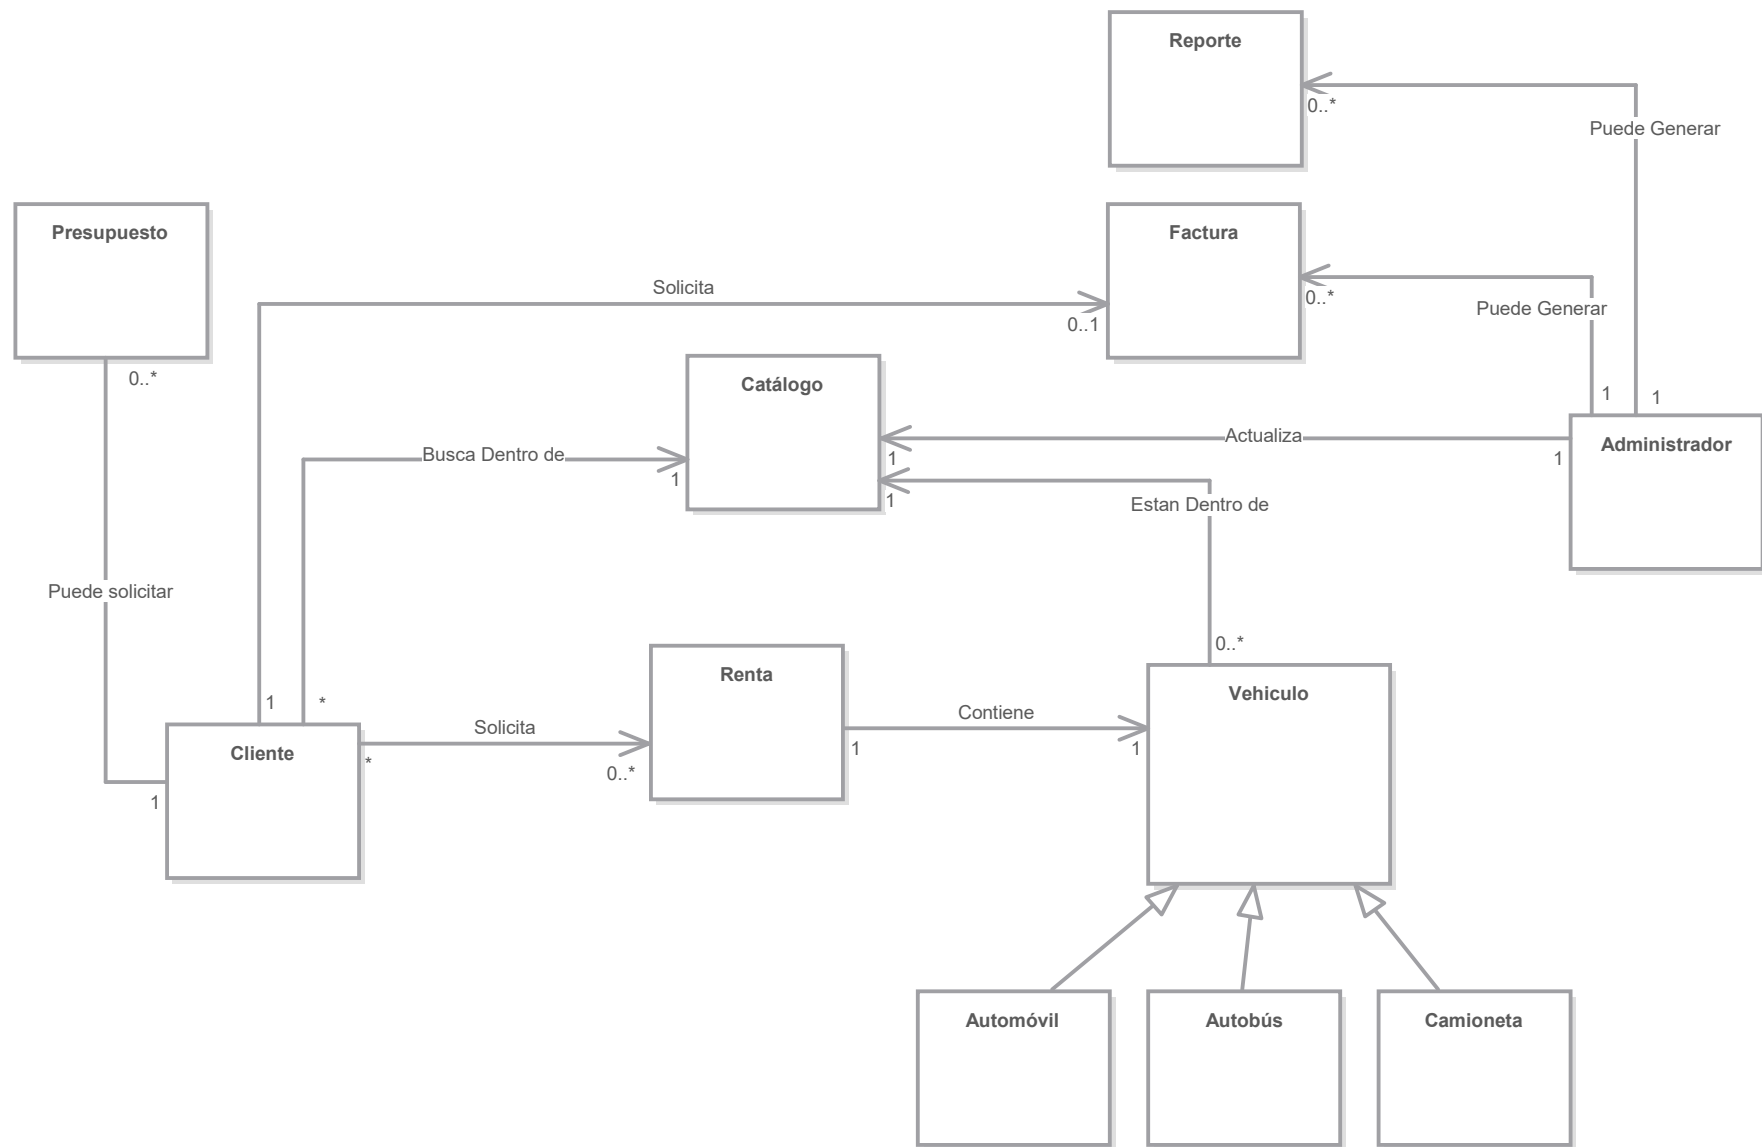 Reporte
0..*
Puede Generar
Presupuesto
Factura
Solicita
0..1
0..*
Puede Generar
0..*
Catálogo
1
1
Actualiza
1
Administrador
Busca Dentro de
1
1
1
Estan Dentro de
Puede solicitar
0..*
Renta
Vehiculo
1
*
Solicita
Contiene
Cliente
*
0..*
1
1
1
Automóvil
Autobús
Camioneta